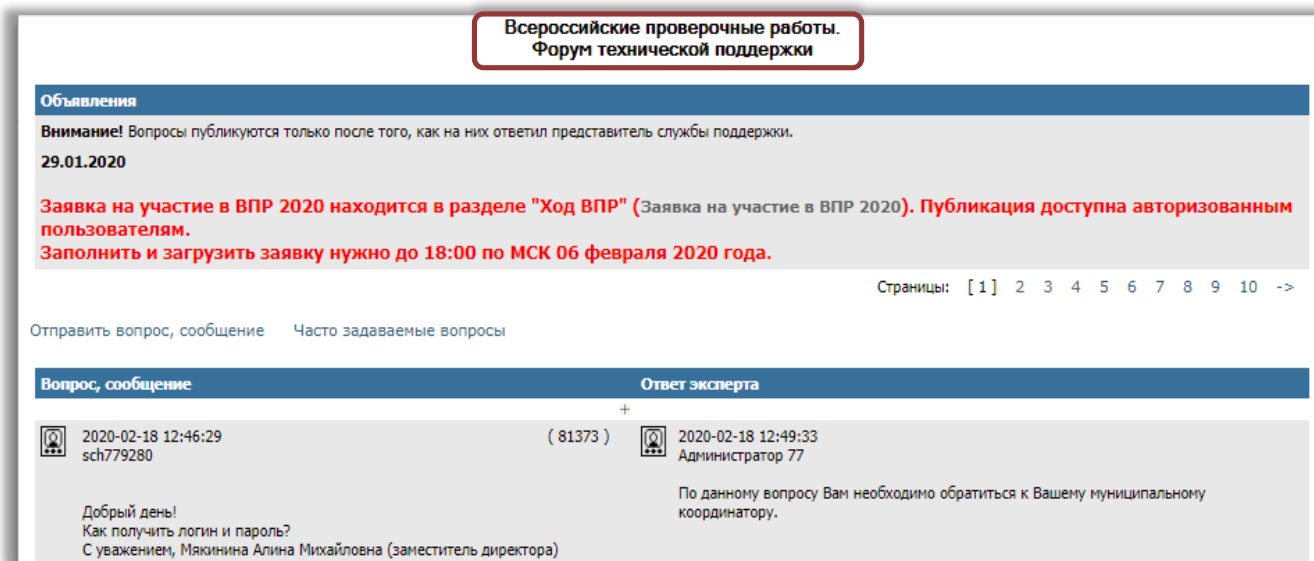 Всероссийские проверочные работы.
Форум технической поддержки
Объявления
Внимание! Вопросы публикуются только после того, как на них ответил представитель службы поддержки.
29.01.2020
Заявка на участие в ВПР 2020 находится в разделе "Ход ВПР" (Заявка на участие в ВПР 2020). Публикация доступна авторизованным
пользователям.
Заполнить и загрузить заявку нужно до 18:00 по МСК 06 февраля 2020 года.
Страницы: [ 1 ] 2 3 4 5 6 7 8 9 10 ->
Отправить вопрос, сообщение Часто задаваемые вопросы
Вопрос, сообщение Ответ эксперта
+
2020-02-18 12:46:29 ( 81373 ) 2020-02-18 12:49:33
sch779280 Администратор 77
По данному вопросу Вам необходимо обратиться к Вашему муниципальному
координатору.
Добрый день!
Как получить логин и пароль?
С уважением, Мякинина Алина Михайловна (заместитель директора)